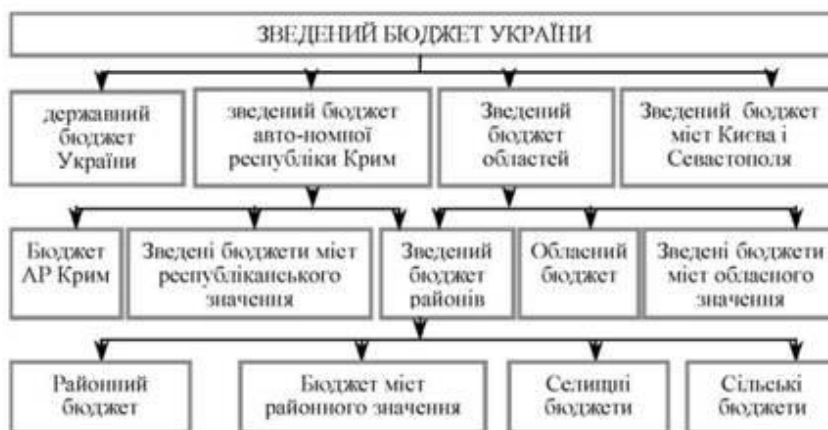 ЗВЕДЕНИЙ БЮДЖЕТ УКРАЇНИ
державний
бюджет
України
зведений бюджет
авто-номної
республіки Крим
Зведений
бюджет
областей
Зведений бюджет
міст Києва і
Севастополя
Бюджет
АР Крим
Зведені бюджети міст
республіканського
значення
Зведений
бюджет
районів
Обласний
бюджет
Зведені бюджети
міст обласного
значення
Районний
бюджет
Бюджет міст
районного значення
Селищні
бюджети
Сільські
бюджети